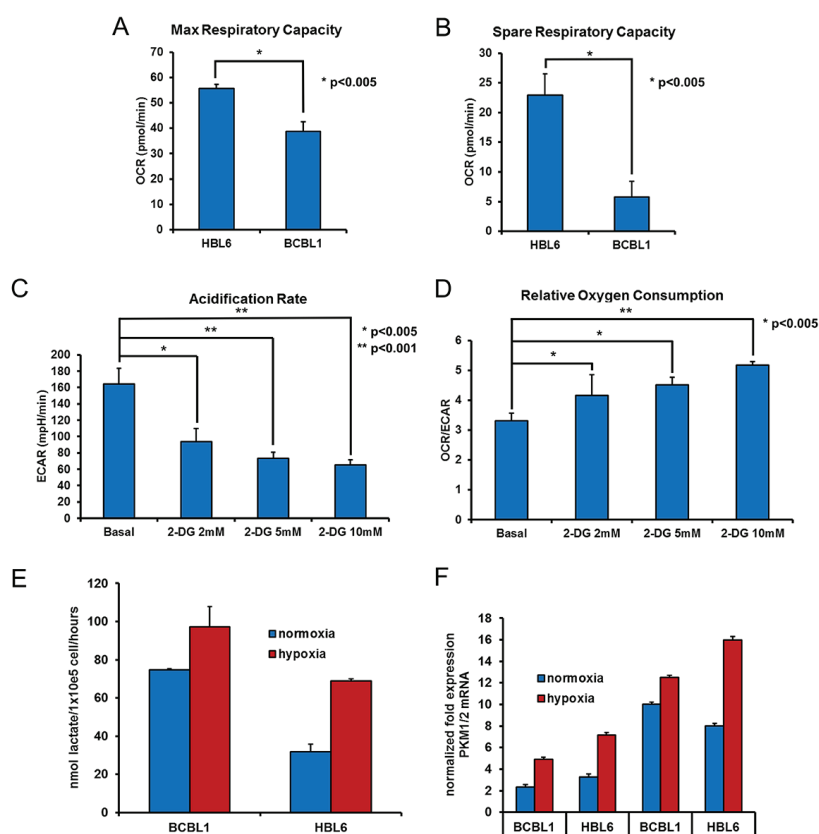 A
Max Respiratory Capacity
OCR (pmol/min)
70
60
50
40
30
20
10
0
*
* p<0.005
HBL6 BCBL1
B
Spare Respiratory Capacity
OCR (pmol/min)
30
25
20
15
10
5
0
*
* p<0.005
HBL6 BCBL1
C
Acidification Rate
ECAR (mpH/min)
200
180
160
140
120
100
80
60
40
20
0
**
**
*
* p<0.005
** p<0.001
Basal 2-DG 2mM 2-DG 5mM 2-DG 10mM
D
Relative Oxygen Consumption
OCR/ECAR
6
5
4
3
2
1
0
**
*
*
* p<0.005
Basal 2-DG 2mM 2-DG 5mM 2-DG 10mM
E
nmol lactate/1x10e5 cell/hours
120
100
80
60
40
20
0
normoxia
hypoxia
BCBL1 HBL6
F
normalized fold expression
PKM1/2 mRNA
18
16
14
12
10
8
6
4
2
0
normoxia
hypoxia
BCBL1 HBL6 BCBL1 HBL6